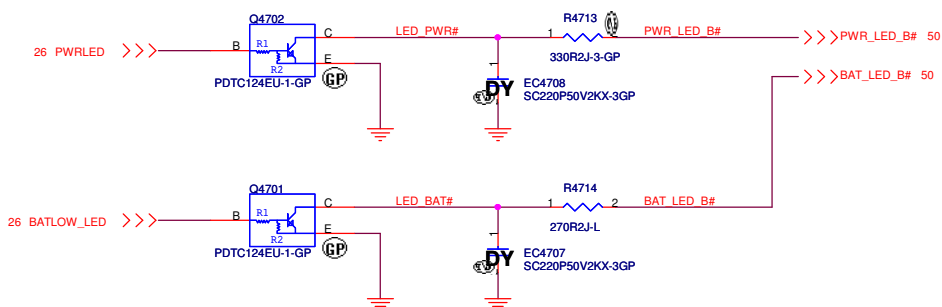 Q4702
R4713
B
R1
R2
C
E
LED_PWR#
1
PWR_LED_B#
26 PWRLED
PWR_LED_B# 50
330R2J-3-GP
GP
PDTC124EU-1-GP
1
DY
EC4708
SC220P50V2KX-3GP
BAT_LED_B# 50
Q4701
R4714
B
R1
R2
C
E
LED_BAT#
1
2
BAT_LED_B#
26 BATLOW_LED
270R2J-L
GP
PDTC124EU-1-GP
1
DY
EC4707
SC220P50V2KX-3GP